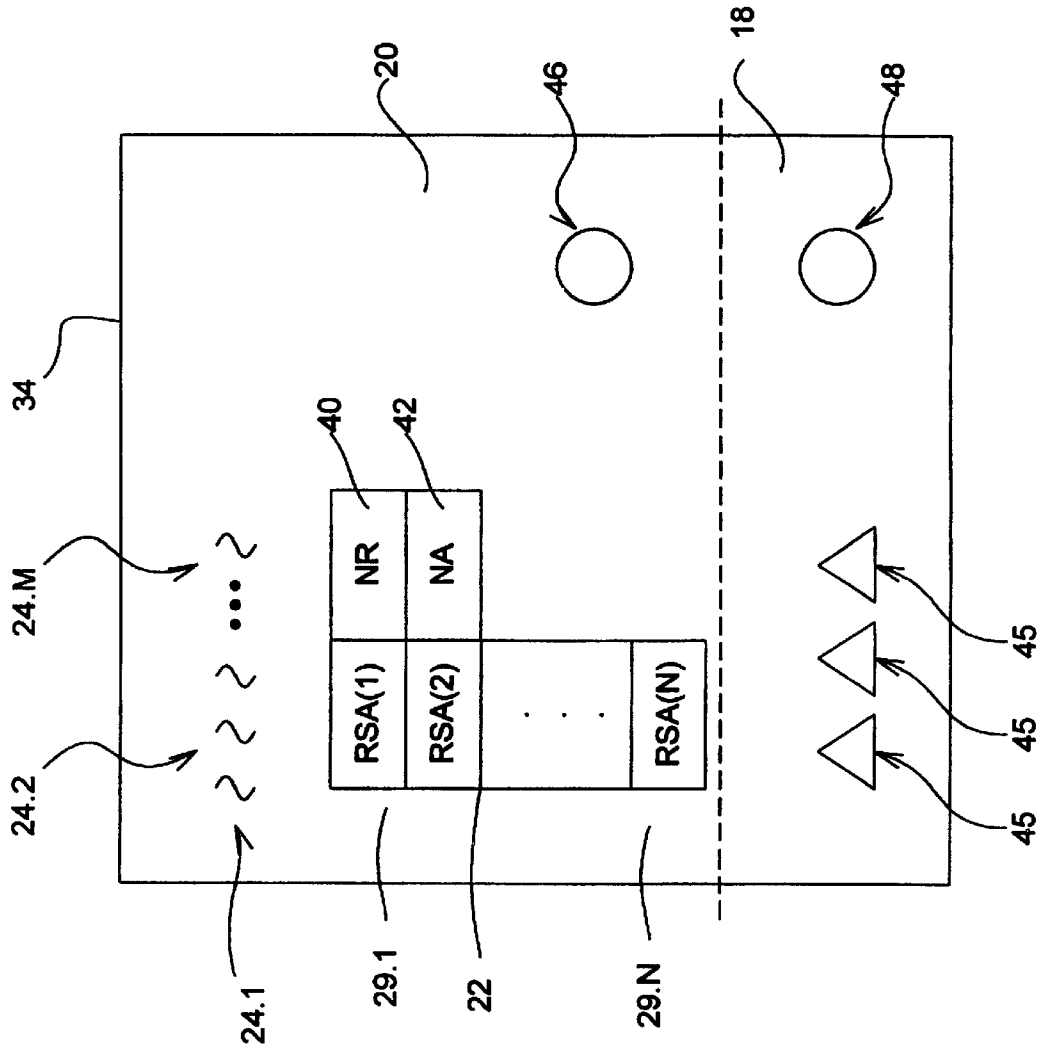 24.2
24.M
34
24.1
40
20
29.1
RSA(1)
NR
42
RSA(2)
NA
22
46
. . .
29.N
RSA(N)
18
48
45
45
45